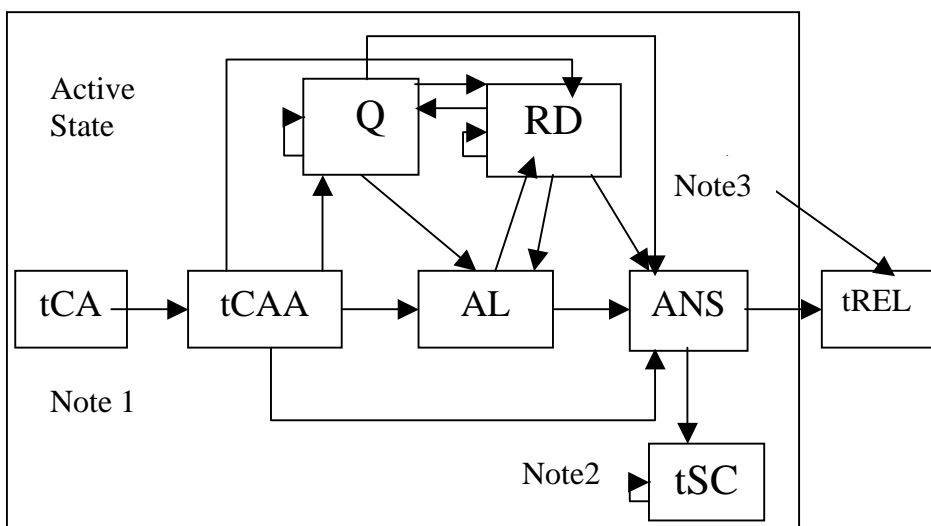 Active
State
Q
RD
Note3
tCA
tCAA
AL
ANS
tREL
Note 1
Note2
tSC